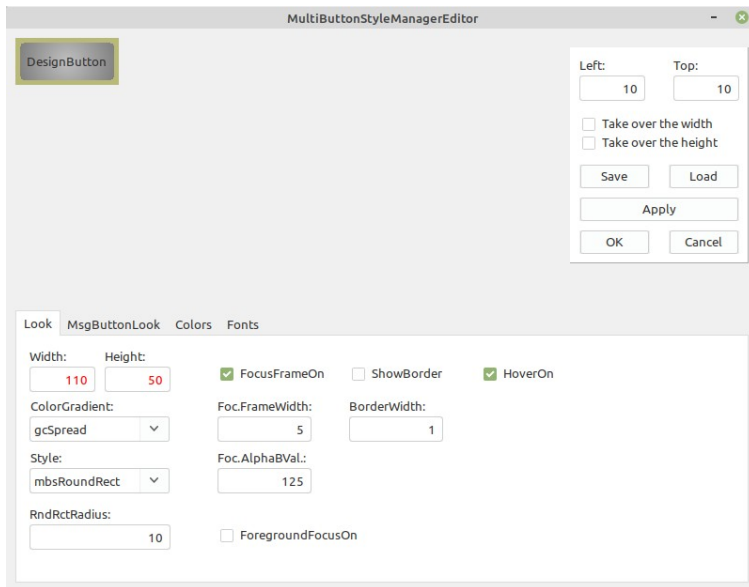 MultiButtonStyleManagerEditor
DesignButton
Left: Top:
10 10
Take over the width
Take over the height
Save Load
Apply
OK Cancel
Look MsgButtonLook Colors Fonts
Width: Height:
110 50
FocusFrameOn ShowBorder HoverOn
ColorGradient: Foc.FrameWidth: BorderWidth:
gcSpread 5 1
Style: Foc.AlphaBVal.:
mbsRoundRect 125
RndRctRadius:
10 ForegroundFocusOn